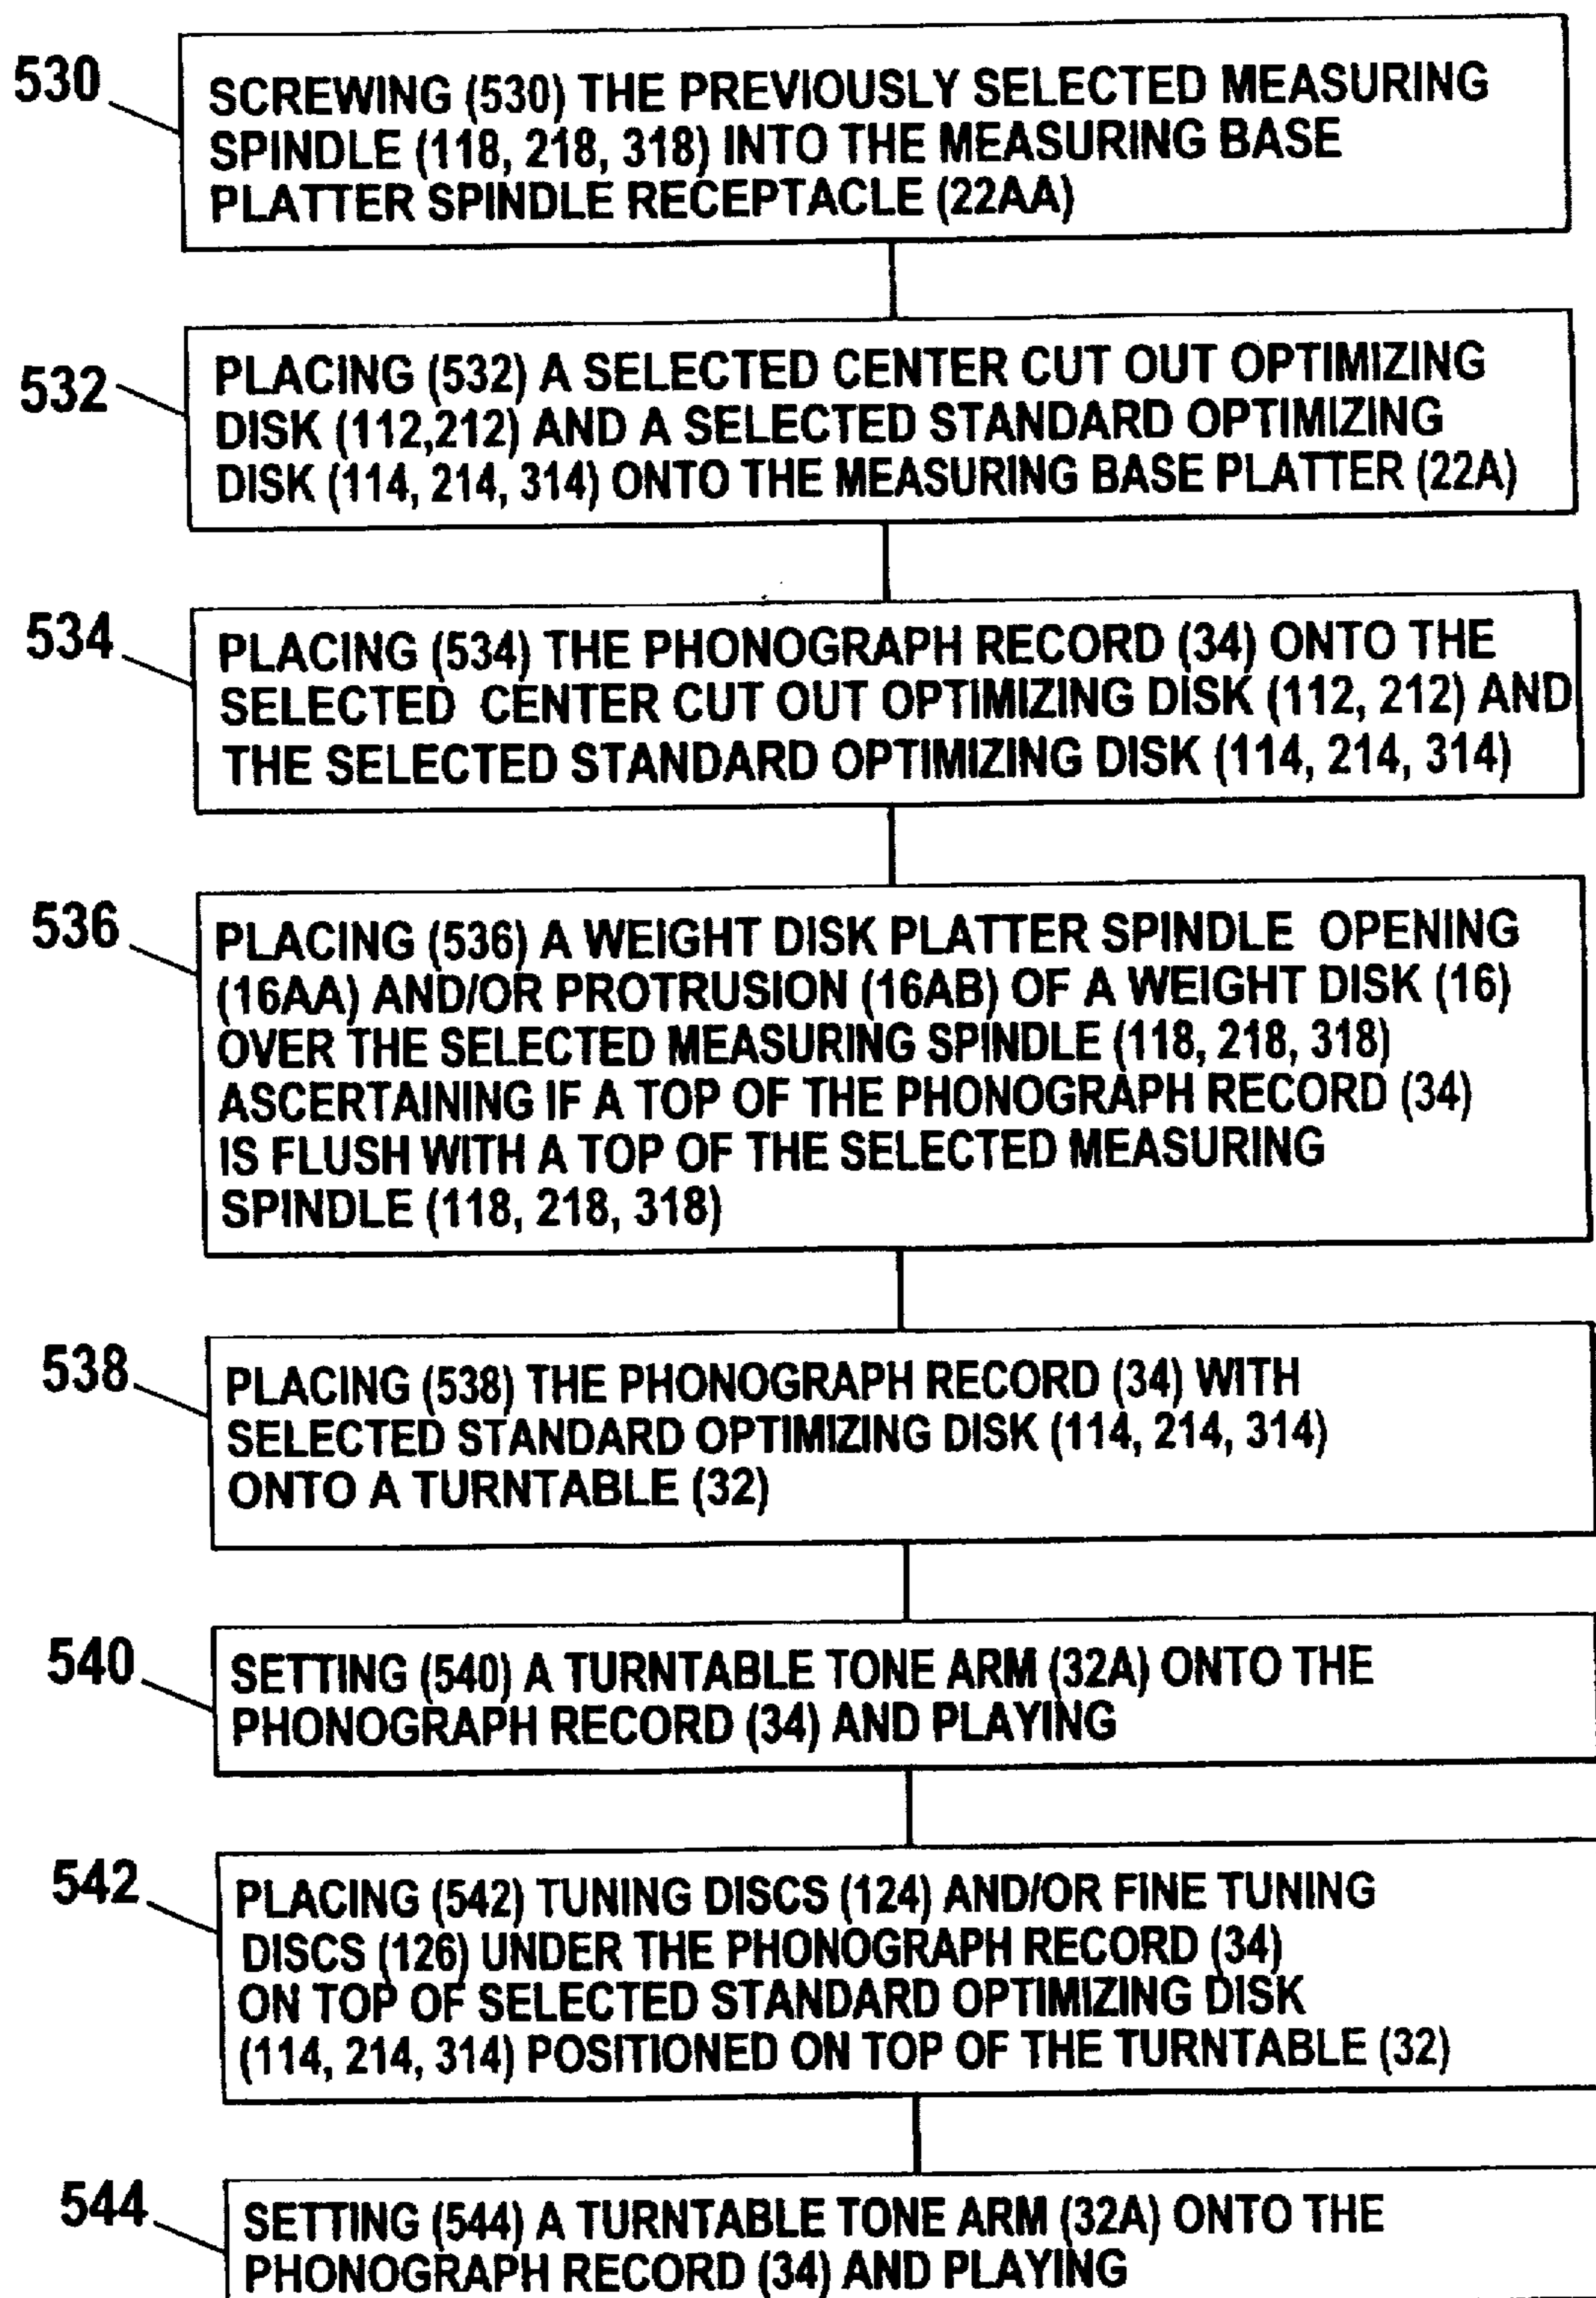 530
SCREWING (530) THE PREVIOUSLY SELECTED MEASURING
SPINDLE (118, 218, 318) INTO THE MEASURING BASE
PLATTER SPINDLE RECEPTACLE (22AA)
532
PLACING (532) A SELECTED CENTER CUT OUT OPTIMIZING
DISK (112,212) AND A SELECTED STANDARD OPTIMIZING
DISK (114, 214, 314) ONTO THE MEASURING BASE PLATTER (22A)
534
PLACING (534) THE PHONOGRAPH RECORD (34) ONTO THE
SELECTED CENTER CUT OUT OPTIMIZING DISK (112, 212) AND
THE SELECTED STANDARD OPTIMIZING DISK (114, 214, 314)
536
PLACING (536) A WEIGHT DISK PLATTER SPINDLE OPENING
(16AA) AND/OR PROTRUSION (16AB) OF A WEIGHT DISK (16)
OVER THE SELECTED MEASURING SPINDLE (118, 218, 318)
ASCERTAINING IF A TOP OF THE PHONOGRAPH RECORD (34)
IS FLUSH WITH A TOP OF THE SELECTED MEASURING
SPINDLE (118, 218, 318)
538
PLACING (538) THE PHONOGRAPH RECORD (34) WITH
SELECTED STANDARD OPTIMIZING DISK (114, 214, 314)
ONTO A TURNTABLE (32)
540
SETTING (540) A TURNTABLE TONE ARM (32A) ONTO THE
PHONOGRAPH RECORD (34) AND PLAYING
542
PLACING (542) TUNING DISCS (124) AND/OR FINE TUNING
DISCS (126) UNDER THE PHONOGRAPH RECORD (34)
ON TOP OF SELECTED STANDARD OPTIMIZING DISK
(114, 214, 314) POSITIONED ON TOP OF THE TURNTABLE (32)
544
SETTING (544) A TURNTABLE TONE ARM (32A) ONTO THE
PHONOGRAPH RECORD (34) AND PLAYING